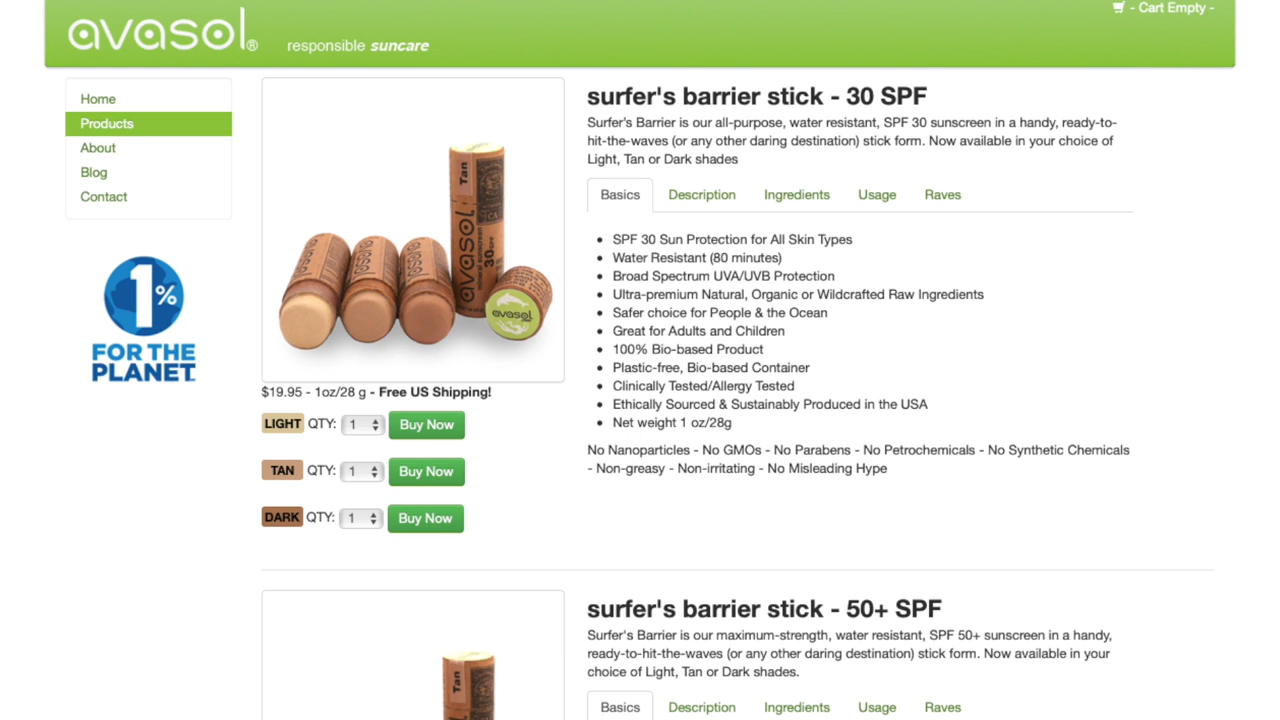 avasol®
responsible suncare
- Cart Empty -
Home
Products
About
Blog
Contact
1%
FOR THE
PLANET
surfer's barrier stick - 30 SPF
Surfer's Barrier is our all-purpose, water resistant, SPF 30 sunscreen in a handy, ready-to-
hit-the-waves (or any other daring destination) stick form. Now available in your choice of
Light, Tan or Dark shades
Basics Description Ingredients Usage Raves
SPF 30 Sun Protection for All Skin Types
Water Resistant (80 minutes)
Broad Spectrum UVA/UVB Protection
Ultra-premium Natural, Organic or Wildcrafted Raw Ingredients
Safer choice for People & the Ocean
Great for Adults and Children
100% Bio-based Product
Plastic-free, Bio-based Container
Clinically Tested/Allergy Tested
Ethically Sourced & Sustainably Produced in the USA
Net weight 1 oz/28g
No Nanoparticles - No GMOs - No Parabens - No Petrochemicals - No Synthetic Chemicals
- Non-greasy - Non-irritating - No Misleading Hype
Tan
avasol
mineral sunscreen
30 SPF
avasol
avasol
avasol
avasol
$19.95 - 1oz/28 g - Free US Shipping!
LIGHT QTY: 1 Buy Now
TAN QTY: 1 Buy Now
DARK QTY: 1 Buy Now
surfer's barrier stick - 50+ SPF
Surfer's Barrier is our maximum-strength, water resistant, SPF 50+ sunscreen in a handy,
ready-to-hit-the-waves (or any other daring destination) stick form. Now available in your
choice of Light, Tan or Dark shades.
Basics Description Ingredients Usage Raves
Tan